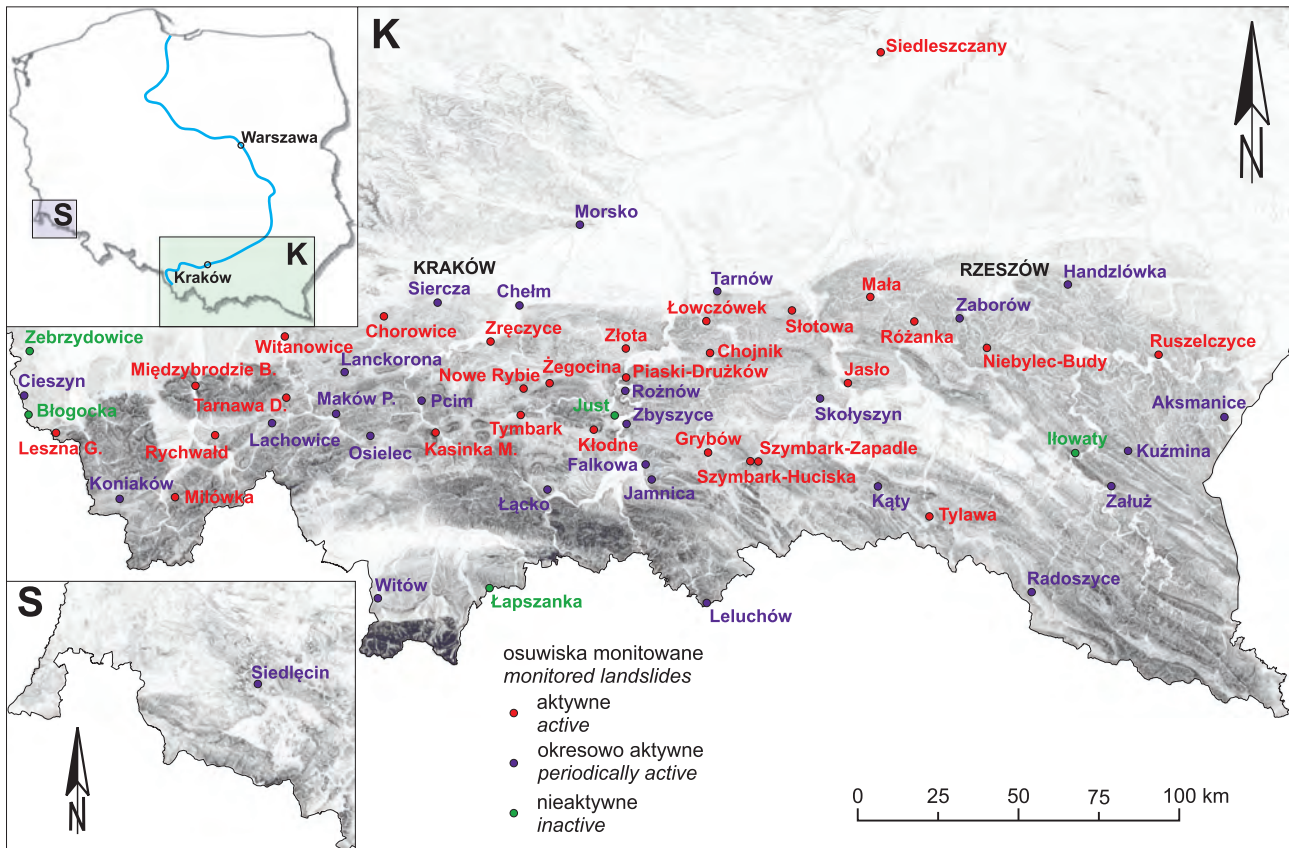 K
Siedleszczany
N
Warszawa
S
K
Kraków
Morsko
KRAKÓW
RZESZÓW
Handzlówka
Siercza
Chełm
Tarnów
Mała
Zaborów
Łowczówek
Słotowa
Chorowice
Zręczyce
Złota
Różanka
Zebrzydowice
Witanowice
Lanckorona
Chojnik
Niebylec-Budy
Ruszelczyce
Międzybrodzie B.
Żegocina
Piaski-Drużków
Jasło
Nowe Rybie
Cieszyn
Tarnawa D.
Maków P.
Pcim
Rożnów
Skołyszyn
Aksmanice
Błogocka
Just
Zbyszyce
Tymbark
Iłowaty
Leszna G.
Rychwałd
Lachowice
Osielec
Kasinka M.
Kłodne
Grybów
Szymbark-Zapadle
Kuźmina
Falkowa
Szymbark-Huciska
Koniaków
Miłówka
Łącko
Jamnica
Kąty
Załuż
Tylawa
Witów
Łapszanka
Leluchów
Radoszyce
S
Siedlęcin
N
osuwiska monitowane
monitored landslides
aktywne
active
okresowo aktywne
periodically active
nieaktywne
inactive
0 25 50 75 100 km